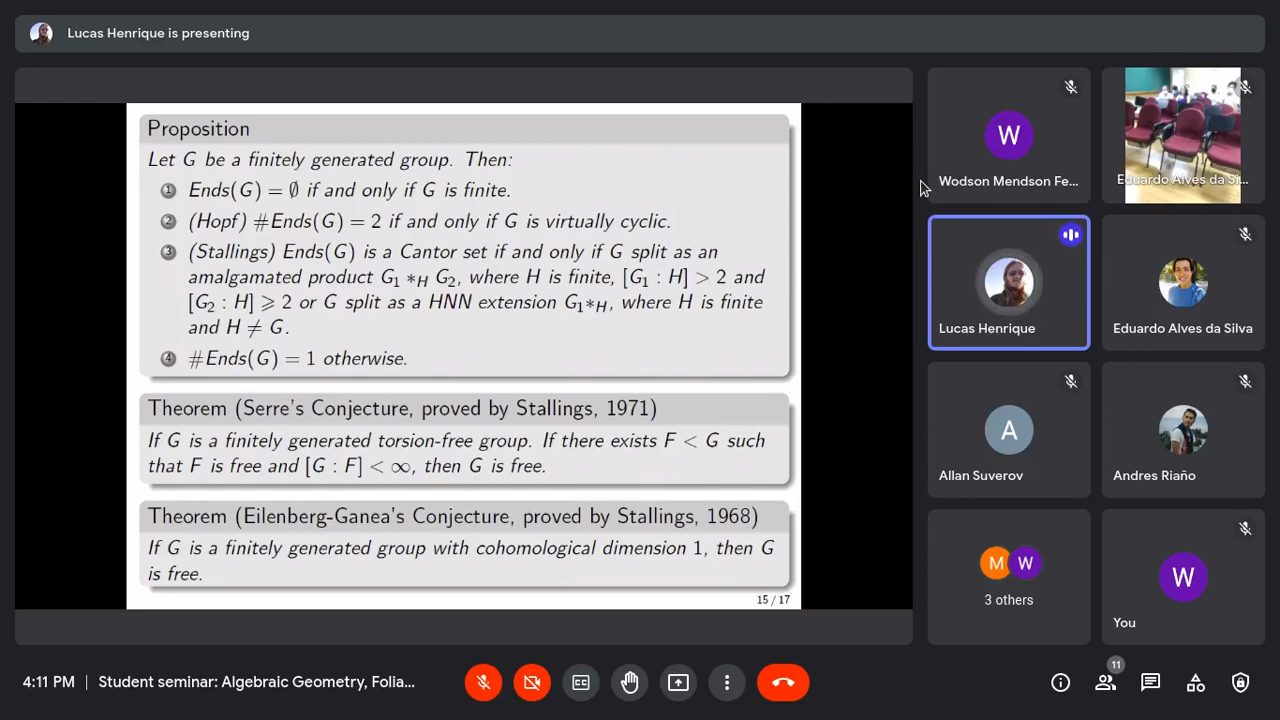 Lucas Henrique is presenting
Proposition
Let G be a finitely generated group. Then:
1 Ends(G) = ∅ if and only if G is finite.
2 (Hopf) #Ends(G) = 2 if and only if G is virtually cyclic.
3 (Stallings) Ends(G) is a Cantor set if and only if G split as an
amalgamated product G₁ *H G₂, where H is finite, [G₁ : H] > 2 and
[G₂ : H] ⩾ 2 or G split as a HNN extension G₁*H, where H is finite
and H ≠ G.
4 #Ends(G) = 1 otherwise.
Theorem (Serre's Conjecture, proved by Stallings, 1971)
If G is a finitely generated torsion-free group. If there exists F < G such
that F is free and [G : F] < ∞, then G is free.
Theorem (Eilenberg-Ganea's Conjecture, proved by Stallings, 1968)
If G is a finitely generated group with cohomological dimension 1, then G
is free.
15 / 17
W
Wodson Mendson Fe...
Eduardo Alves da Sil...
Lucas Henrique
Eduardo Alves da Silva
A
Allan Suverov
Andres Riaño
M W
3 others
W
You
4:11 PM | Student seminar: Algebraic Geometry, Folia...
CC
11